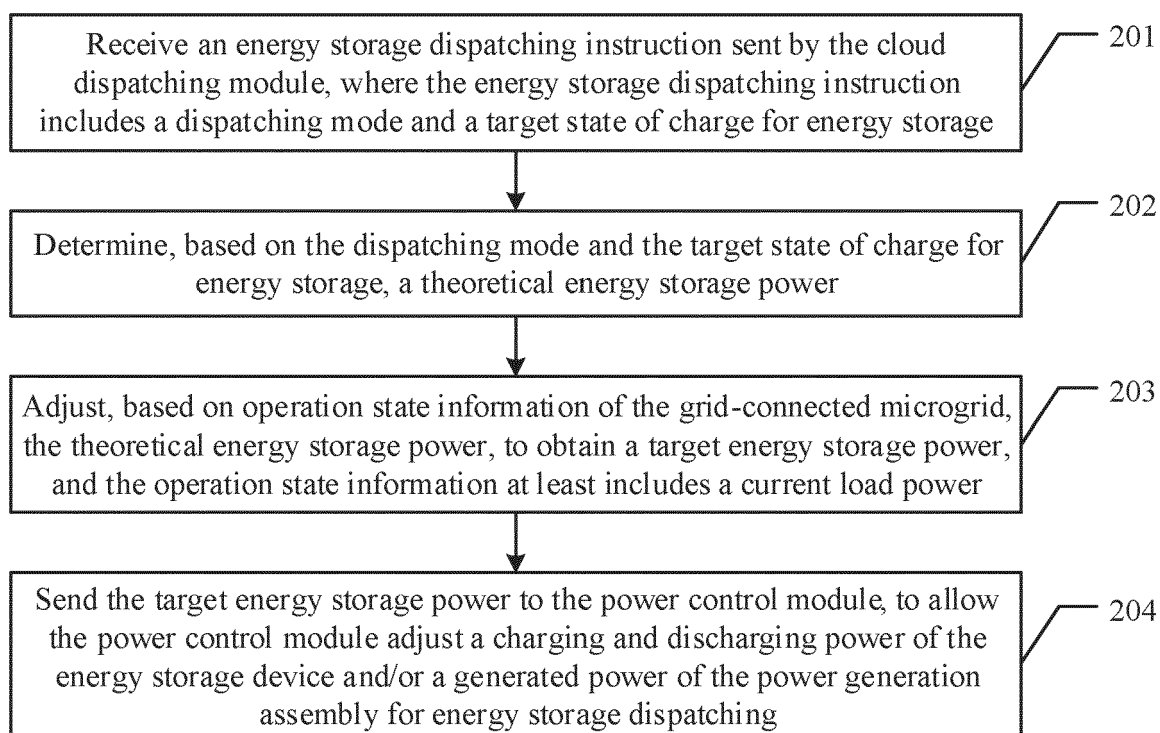 Receive an energy storage dispatching instruction sent by the cloud
dispatching module, where the energy storage dispatching instruction
includes a dispatching mode and a target state of charge for energy storage
201
Determine, based on the dispatching mode and the target state of charge for
energy storage, a theoretical energy storage power
202
Adjust, based on operation state information of the grid-connected microgrid,
the theoretical energy storage power, to obtain a target energy storage power,
and the operation state information at least includes a current load power
203
Send the target energy storage power to the power control module, to allow
the power control module adjust a charging and discharging power of the
energy storage device and/or a generated power of the power generation
assembly for energy storage dispatching
204